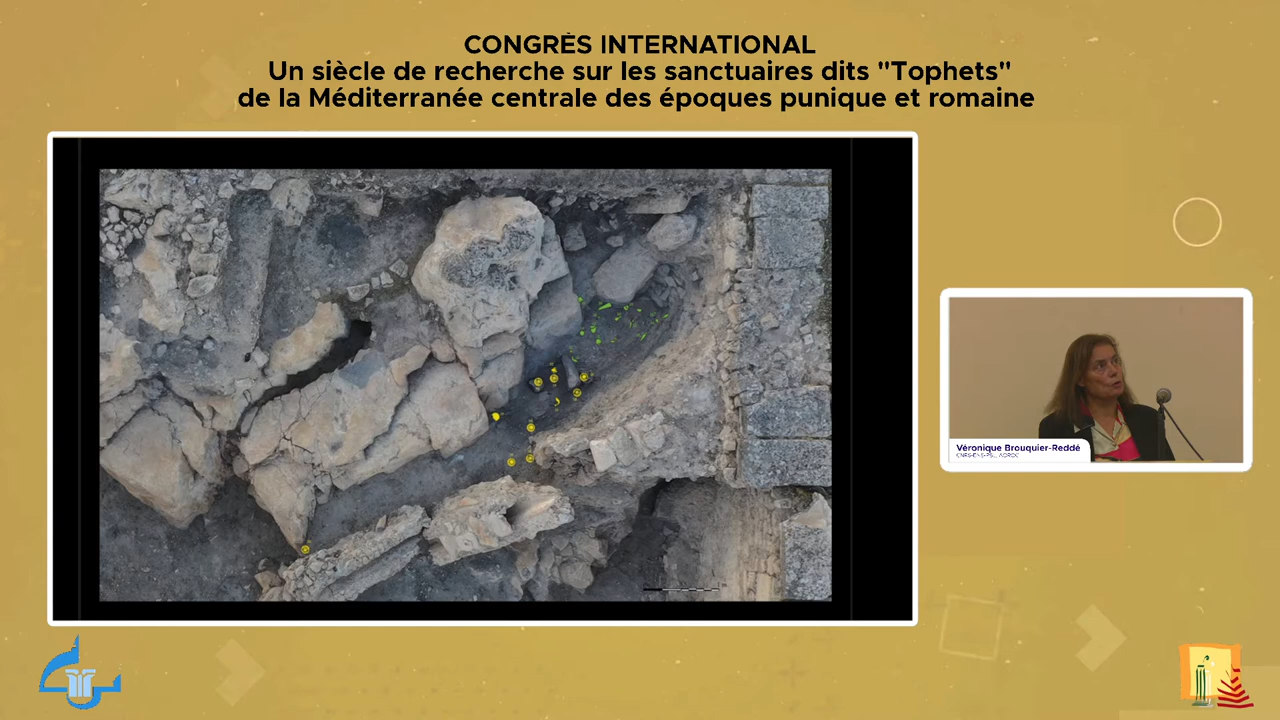 CONGRÈS INTERNATIONAL
Un siècle de recherche sur les sanctuaires dits "Tophets"
de la Méditerranée centrale des époques punique et romaine
Véronique Brouquier-Reddé